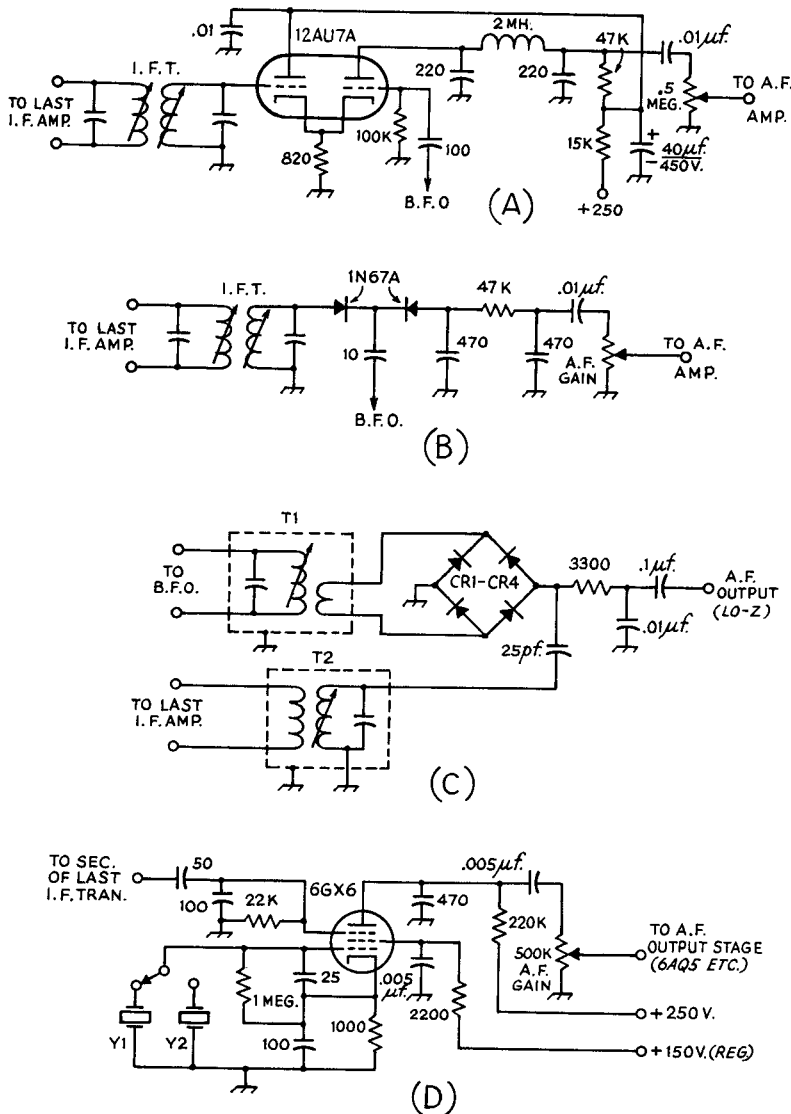 .01
12AU7A
2 MH.
47K
.01µf.
I.F.T.
TO LAST
I.F. AMP.
220
220
.5
MEG.
TO A.F.
AMP.
820
100K
100
15K
+
40µf.
-
450V.
B.F.O
+250
(A)
I.F.T.
1N67A
47K
.01µf.
TO LAST
I.F. AMP.
10
470
470
A.F.
GAIN
TO A.F.
AMP.
B.F.O.
(B)
T1
TO
B.F.O.
CR1-CR4
3300
.1µf.
A.F.
OUTPUT
(LO-Z)
.01µf.
25pf.
T2
TO LAST
I.F. AMP.
(C)
TO SEC.
OF LAST
I.F. TRAN.
50
100
22K
6GX6
470
.005µf.
220K
500K
A.F.
GAIN
TO A.F.
OUTPUT STAGE
(6AQ5 ETC.)
25
.005
µf.
1 MEG.
1000
2200
100
Y1
Y2
+250V.
+150V.(REG)
(D)